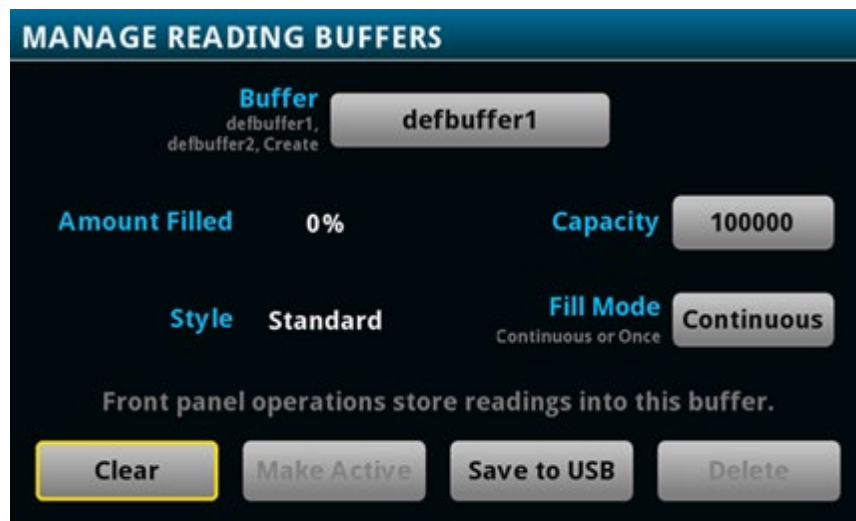 MANAGE READING BUFFERS
Buffer
defbuffer1,
defbuffer2, Create
defbuffer1
Amount Filled 0% Capacity 100000
Style Standard Fill Mode
Continuous or Once
Continuous
Front panel operations store readings into this buffer.
Clear Make Active Save to USB Delete